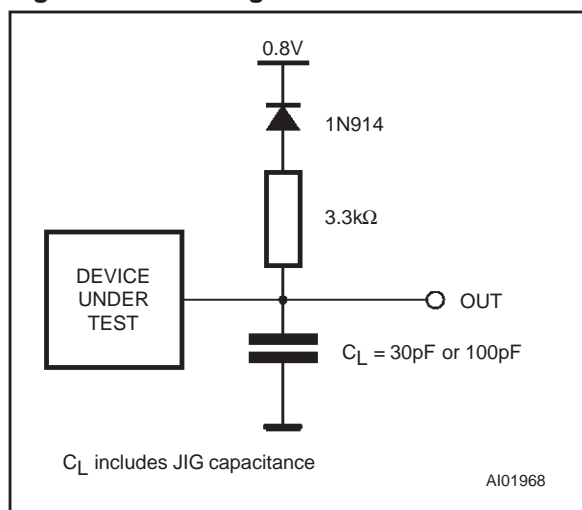 0.8V
1N914
3.3kΩ
DEVICE
UNDER
TEST
OUT
CL = 30pF or 100pF
CL includes JIG capacitance
AI01968